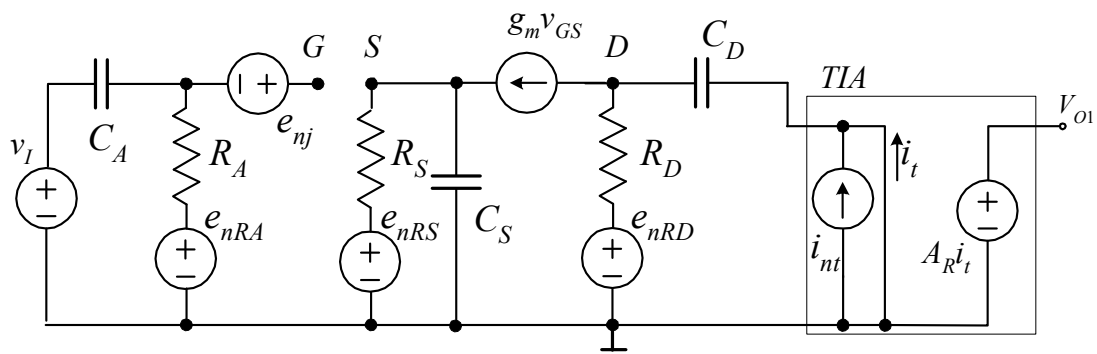 g_m v_GS
G
S
D
C_D
TIA
V_O1
e_nj
C_A
v_I
R_A
R_S
R_D
i_t
e_nRA
e_nRS
C_S
e_nRD
i_nt
A_R i_t